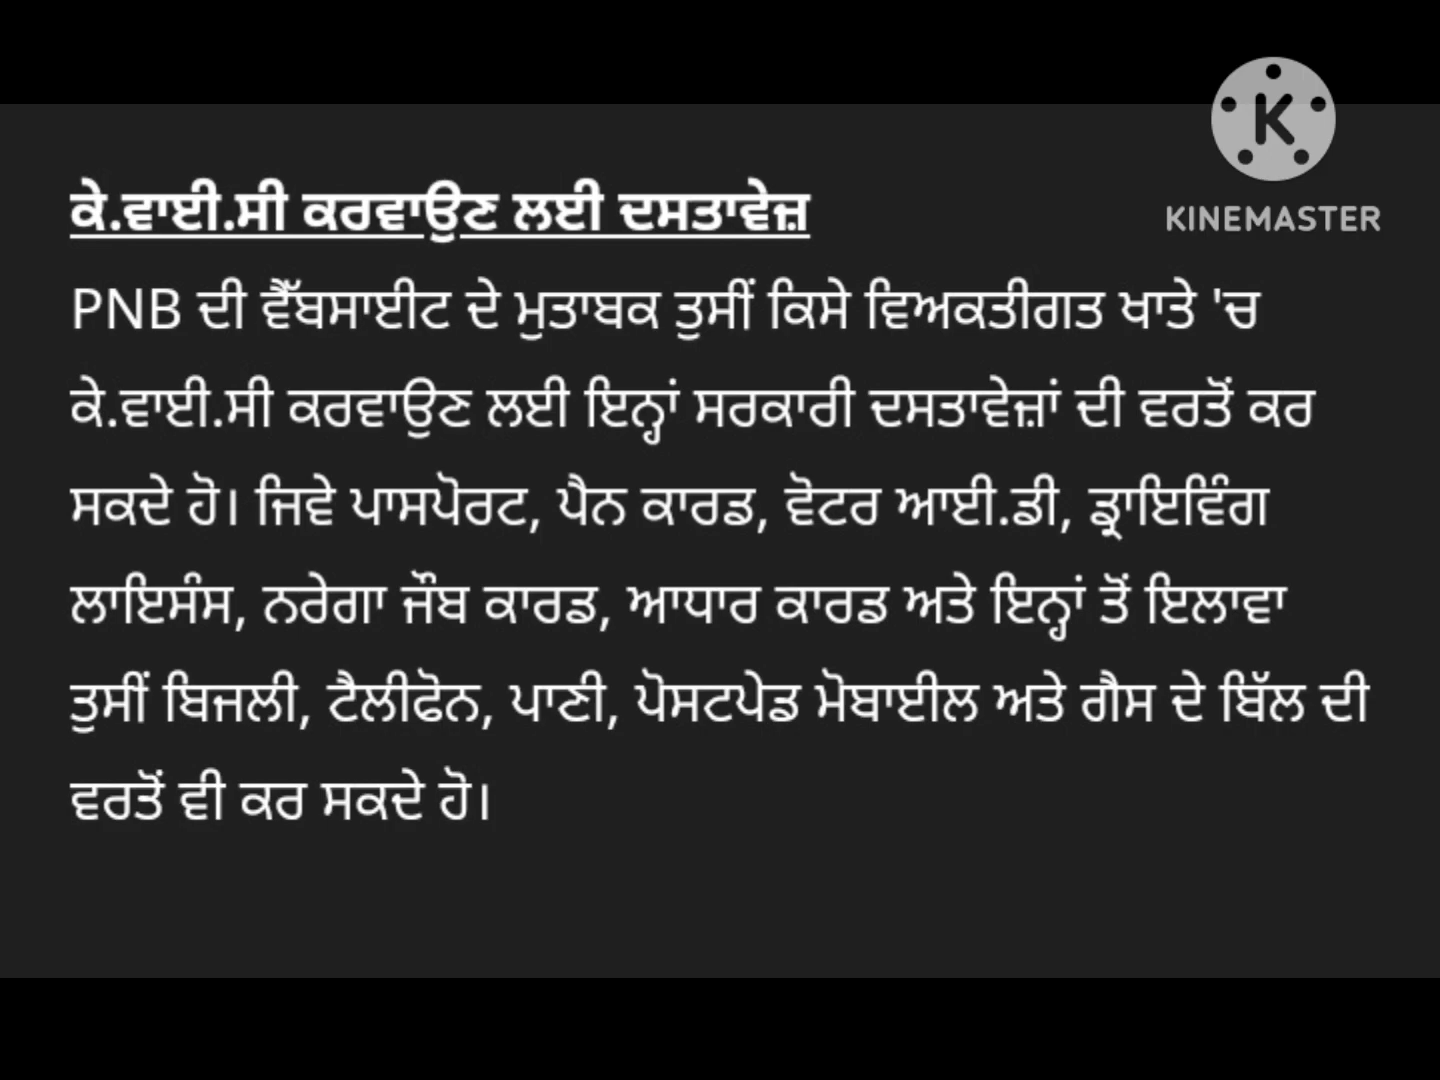 KINEMASTER
ਕੇ.ਵਾਈ.ਸੀ ਕਰਵਾਉਣ ਲਈ ਦਸਤਾਵੇਜ਼
PNB ਦੀ ਵੈੱਬਸਾਈਟ ਦੇ ਮੁਤਾਬਕ ਤੁਸੀਂ ਕਿਸੇ ਵਿਅਕਤੀਗਤ ਖਾਤੇ 'ਚ
ਕੇ.ਵਾਈ.ਸੀ ਕਰਵਾਉਣ ਲਈ ਇਨ੍ਹਾਂ ਸਰਕਾਰੀ ਦਸਤਾਵੇਜ਼ਾਂ ਦੀ ਵਰਤੋਂ ਕਰ
ਸਕਦੇ ਹੋ। ਜਿਵੇ ਪਾਸਪੋਰਟ, ਪੈਨ ਕਾਰਡ, ਵੋਟਰ ਆਈ.ਡੀ, ਡ੍ਰਾਇਵਿੰਗ
ਲਾਇਸੰਸ, ਨਰੇਗਾ ਜੌਬ ਕਾਰਡ, ਆਧਾਰ ਕਾਰਡ ਅਤੇ ਇਨ੍ਹਾਂ ਤੋਂ ਇਲਾਵਾ
ਤੁਸੀਂ ਬਿਜਲੀ, ਟੈਲੀਫੋਨ, ਪਾਣੀ, ਪੋਸਟਪੇਡ ਮੋਬਾਈਲ ਅਤੇ ਗੈਸ ਦੇ ਬਿੱਲ ਦੀ
ਵਰਤੋਂ ਵੀ ਕਰ ਸਕਦੇ ਹੋ।